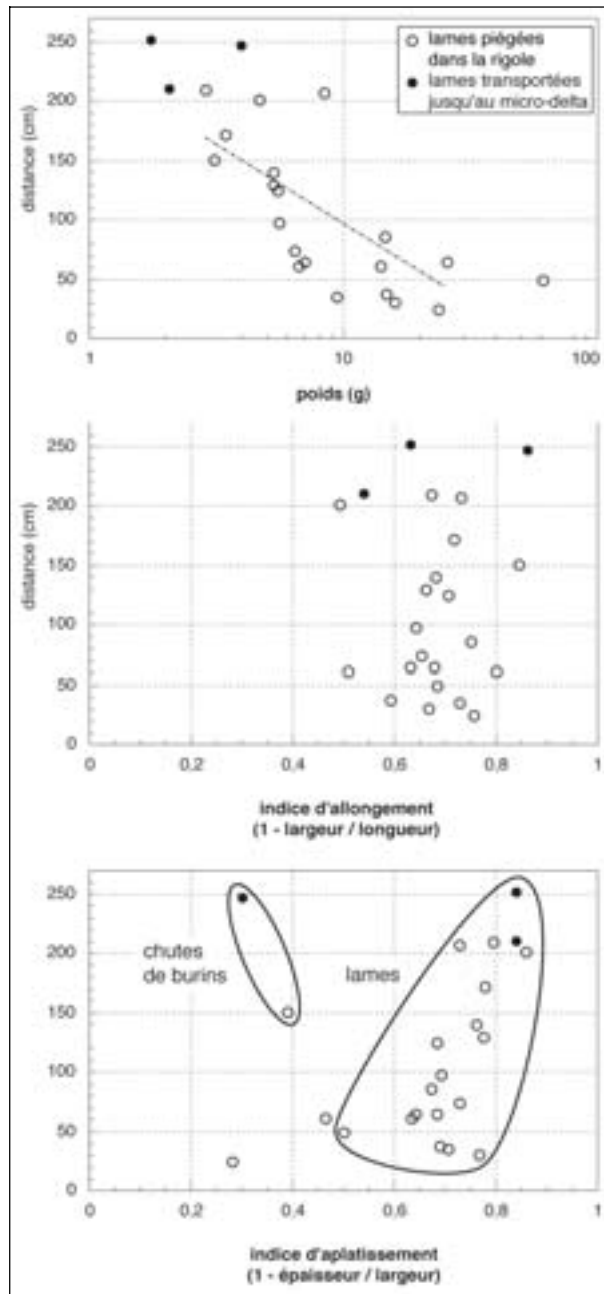 250
200
150
100
50
0
distance (cm)
lames piégées
dans la rigole
lames transportées
jusqu'au micro-delta
1
10
100
poids (g)
250
200
150
100
50
0
distance (cm)
0
0,2
0,4
0,6
0,8
1
indice d'allongement
(1 - largeur / longueur)
250
200
150
100
50
0
chutes
de burins
lames
0
0,2
0,4
0,6
0,8
1
indice d'aplatissement
(1 - épaisseur / largeur)